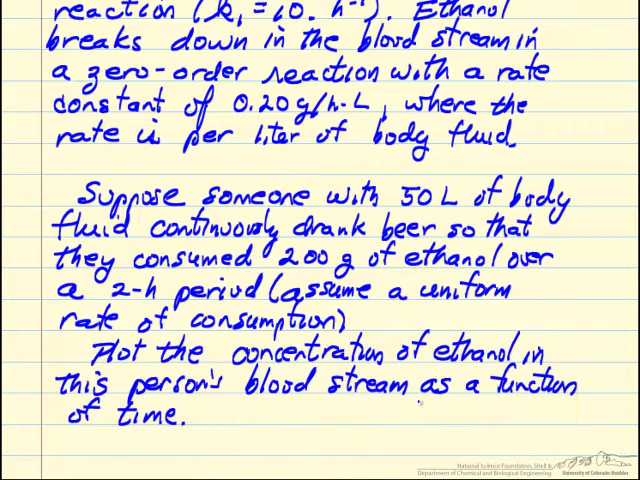 reaction (k₁ = 10. h⁻¹). Ethanol
breaks down in the blood stream in
a zero-order reaction with a rate
constant of 0.20 g/h-L, where the
rate is per liter of body fluid
Suppose someone with 50 L of body
fluid continuously drank beer so that
they consumed 200 g of ethanol over
a 2-h period (assume a uniform
rate of consumption)
Plot the concentration of ethanol in
this person's blood stream as a function
of time.
National Science Foundation, Shell &
Department of Chemical and Biological Engineering
University of Colorado-Boulder